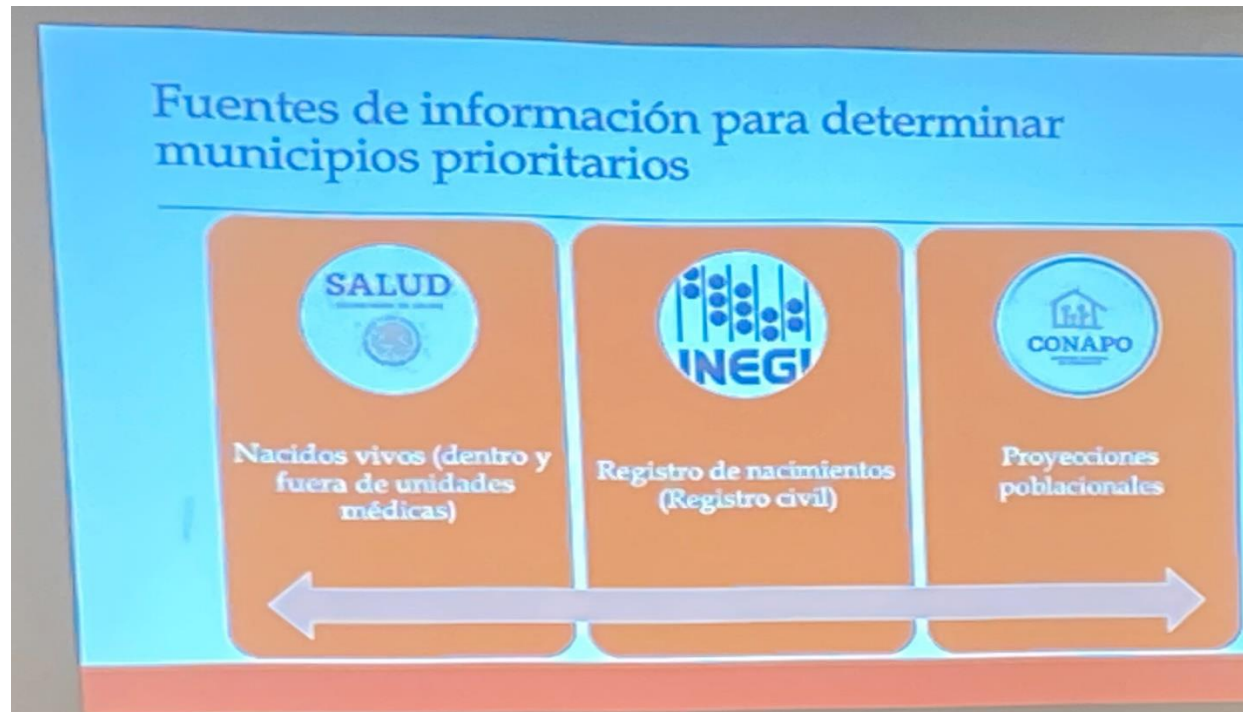 Fuentes de información para determinar
municipios prioritarios
SALUD
INEGI
CONAPO
Nacidos vivos (dentro y
fuera de unidades
médicas)
Registro de nacimientos
(Registro civil)
Proyecciones
poblacionales